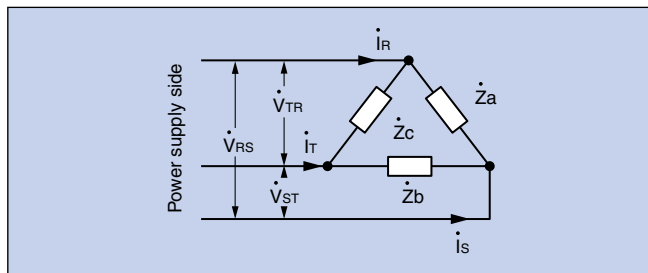 Power supply side
İR
V̇TR
V̇RS
İT
V̇ST
İS
Ża
Żc
Żb